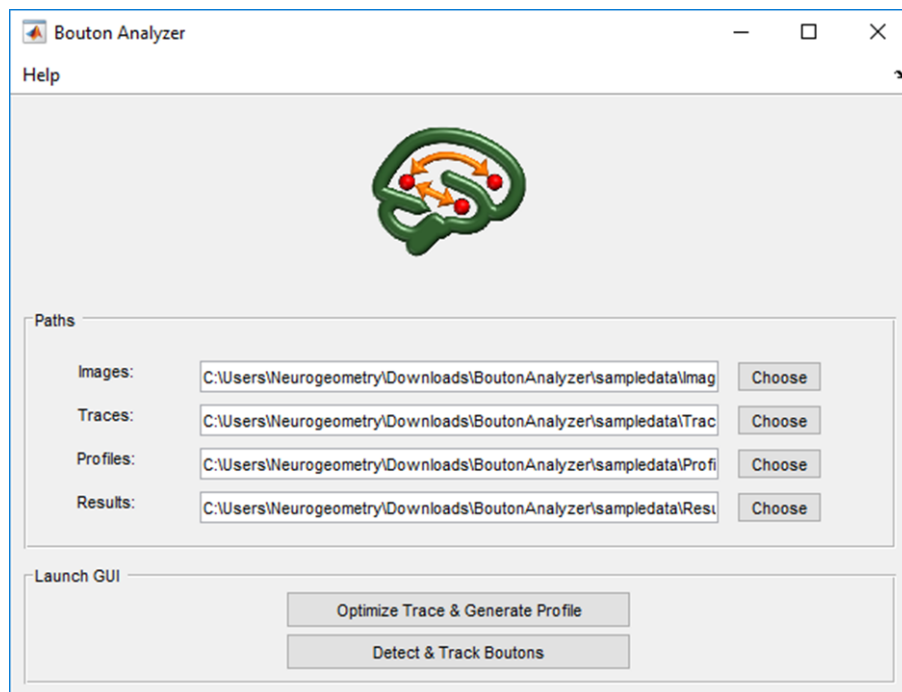 Bouton Analyzer
Help
Paths
Images: C:\Users\Neurogeometry\Downloads\BoutonAnalyzer\sampledata\Imag Choose
Traces: C:\Users\Neurogeometry\Downloads\BoutonAnalyzer\sampledata\Trac Choose
Profiles: C:\Users\Neurogeometry\Downloads\BoutonAnalyzer\sampledata\Profi Choose
Results: C:\Users\Neurogeometry\Downloads\BoutonAnalyzer\sampledata\Resu Choose
Launch GUI
Optimize Trace & Generate Profile
Detect & Track Boutons